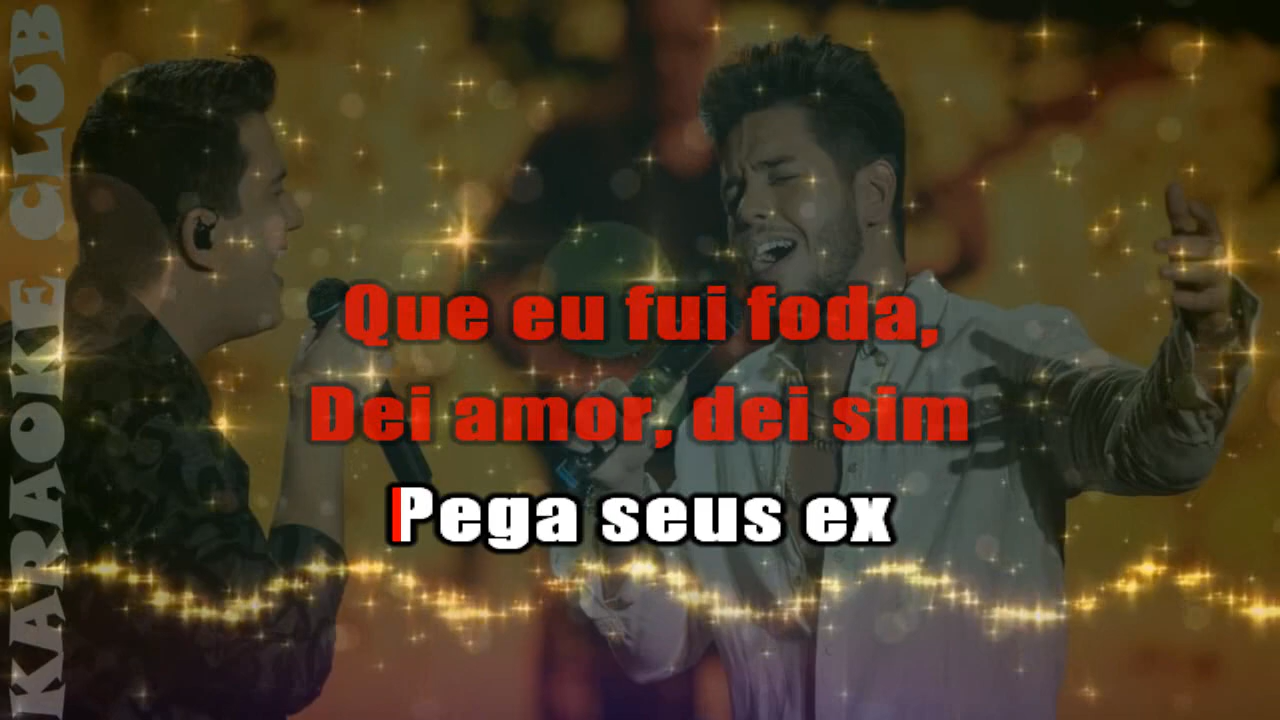 KARAOKE CLUB
Que eu fui foda,
Dei amor, dei sim
Pega seus ex